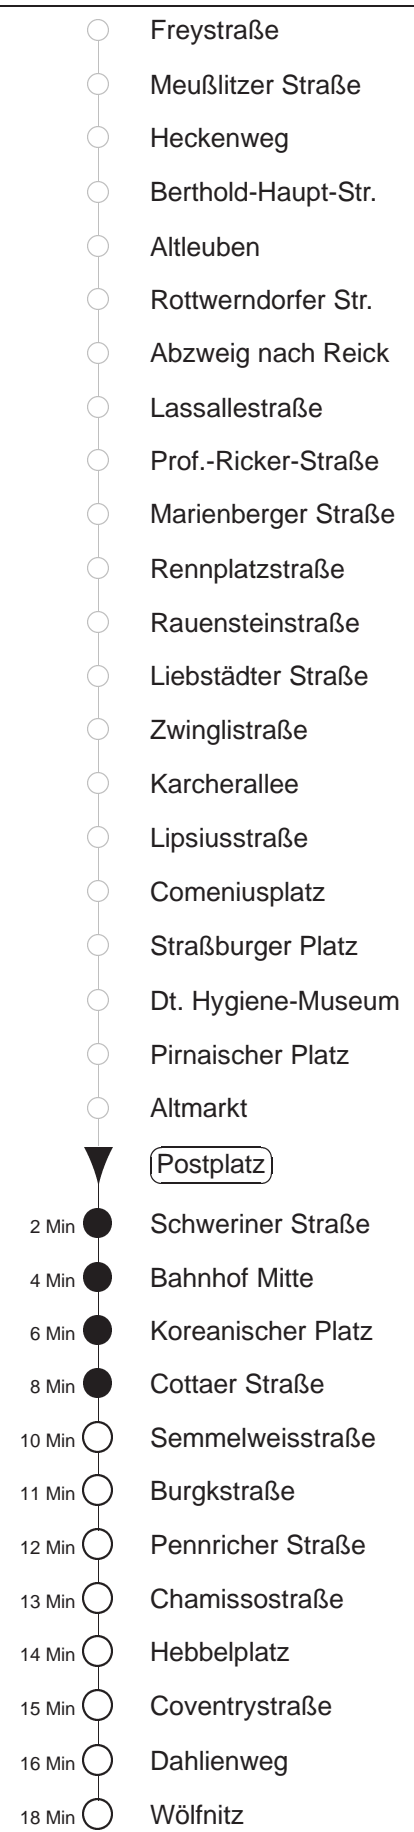 Freystraße
Meußlitzer Straße
Heckenweg
Berthold-Haupt-Str.
Altleuben
Rottwerndorfer Str.
Abzweig nach Reick
Lassallestraße
Prof.-Ricker-Straße
Marienberger Straße
Rennplatzstraße
Rauensteinstraße
Liebstädter Straße
Zwinglistraße
Karcherallee
Lipsiusstraße
Comeniusplatz
Straßburger Platz
Dt. Hygiene-Museum
Pirnaischer Platz
Altmarkt
Postplatz
2 Min Schweriner Straße
4 Min Bahnhof Mitte
6 Min Koreanischer Platz
8 Min Cottaer Straße
10 Min Semmelweisstraße
11 Min Burgkstraße
12 Min Pennricher Straße
13 Min Chamissostraße
14 Min Hebbelplatz
15 Min Coventrystraße
16 Min Dahlienweg
18 Min Wölfnitz